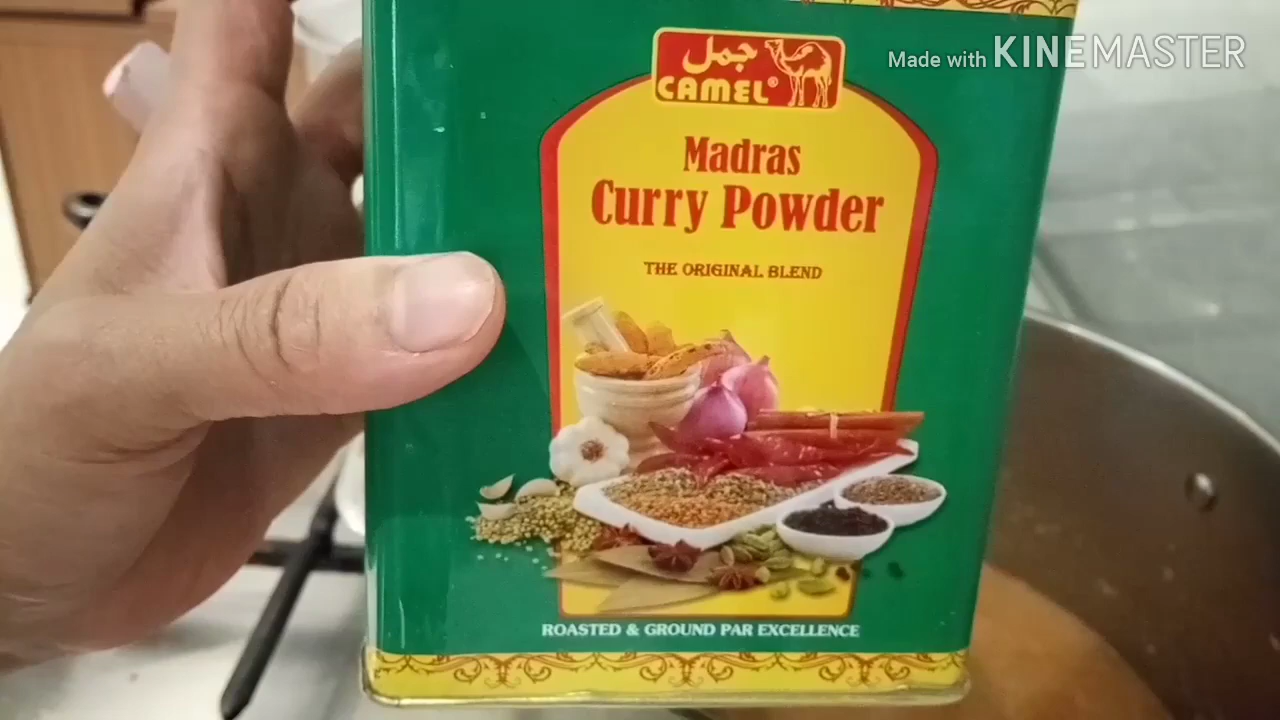 Made with KINEMASTER
جمل
CAMEL®
Madras
Curry Powder
THE ORIGINAL BLEND
ROASTED & GROUND PAR EXCELLENCE